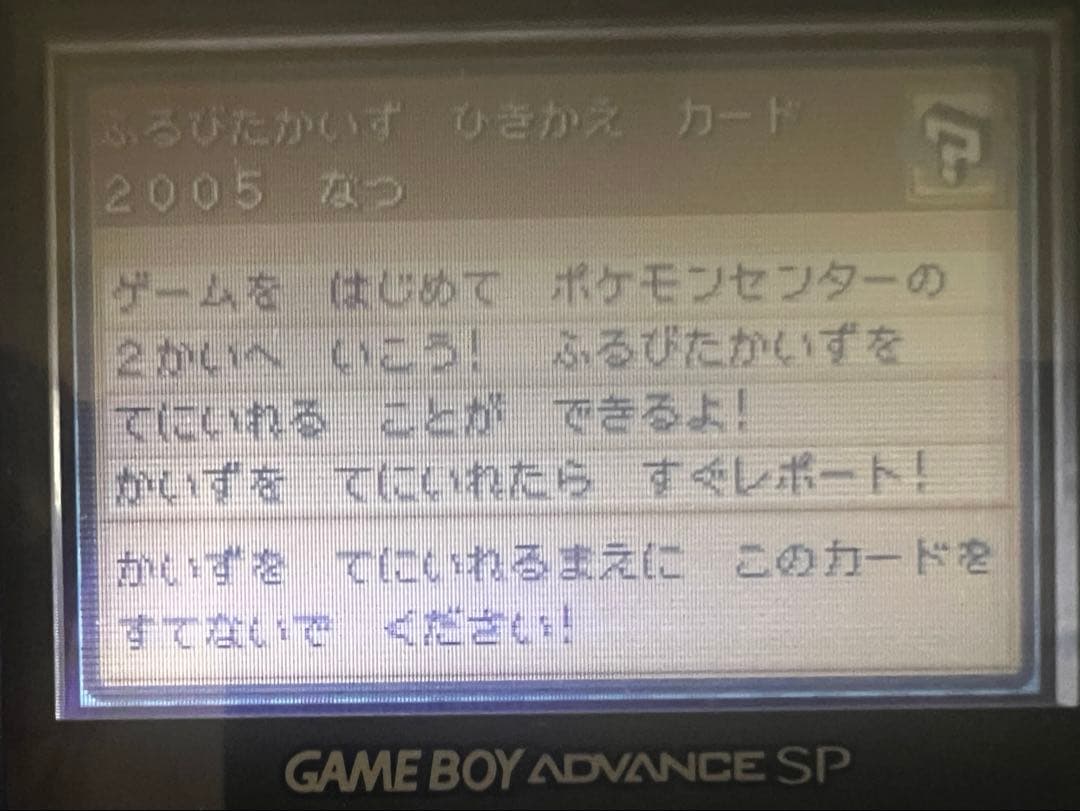 ふるびたかいず　ひきかえ　カード
２００５　なつ
ゲームを　はじめて　ポケモンセンターの
２かいへ　いこう！　ふるびたかいずを
てにいれる　ことが　できるよ！
かいずを　てにいれたら　すぐレポート！
かいずを　てにいれるまえに　このカードを
すてないで　ください！
GAME BOY ADVANCE SP